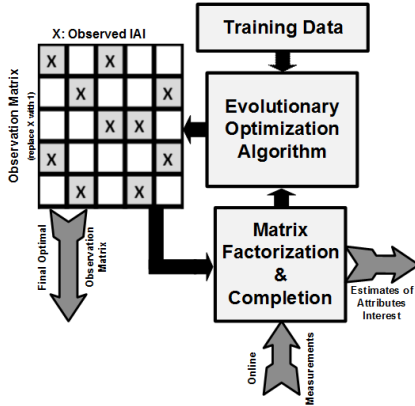 Training Data
X: Observed IAI
X X
X X
X X
X X
X X
Observation Matrix
(replace X with 1)
Evolutionary
Optimization
Algorithm
Matrix
Factorization
&
Completion
Final Optimal
Observation
Matrix
Estimates of
Attributes
Interest
Online
Measurements